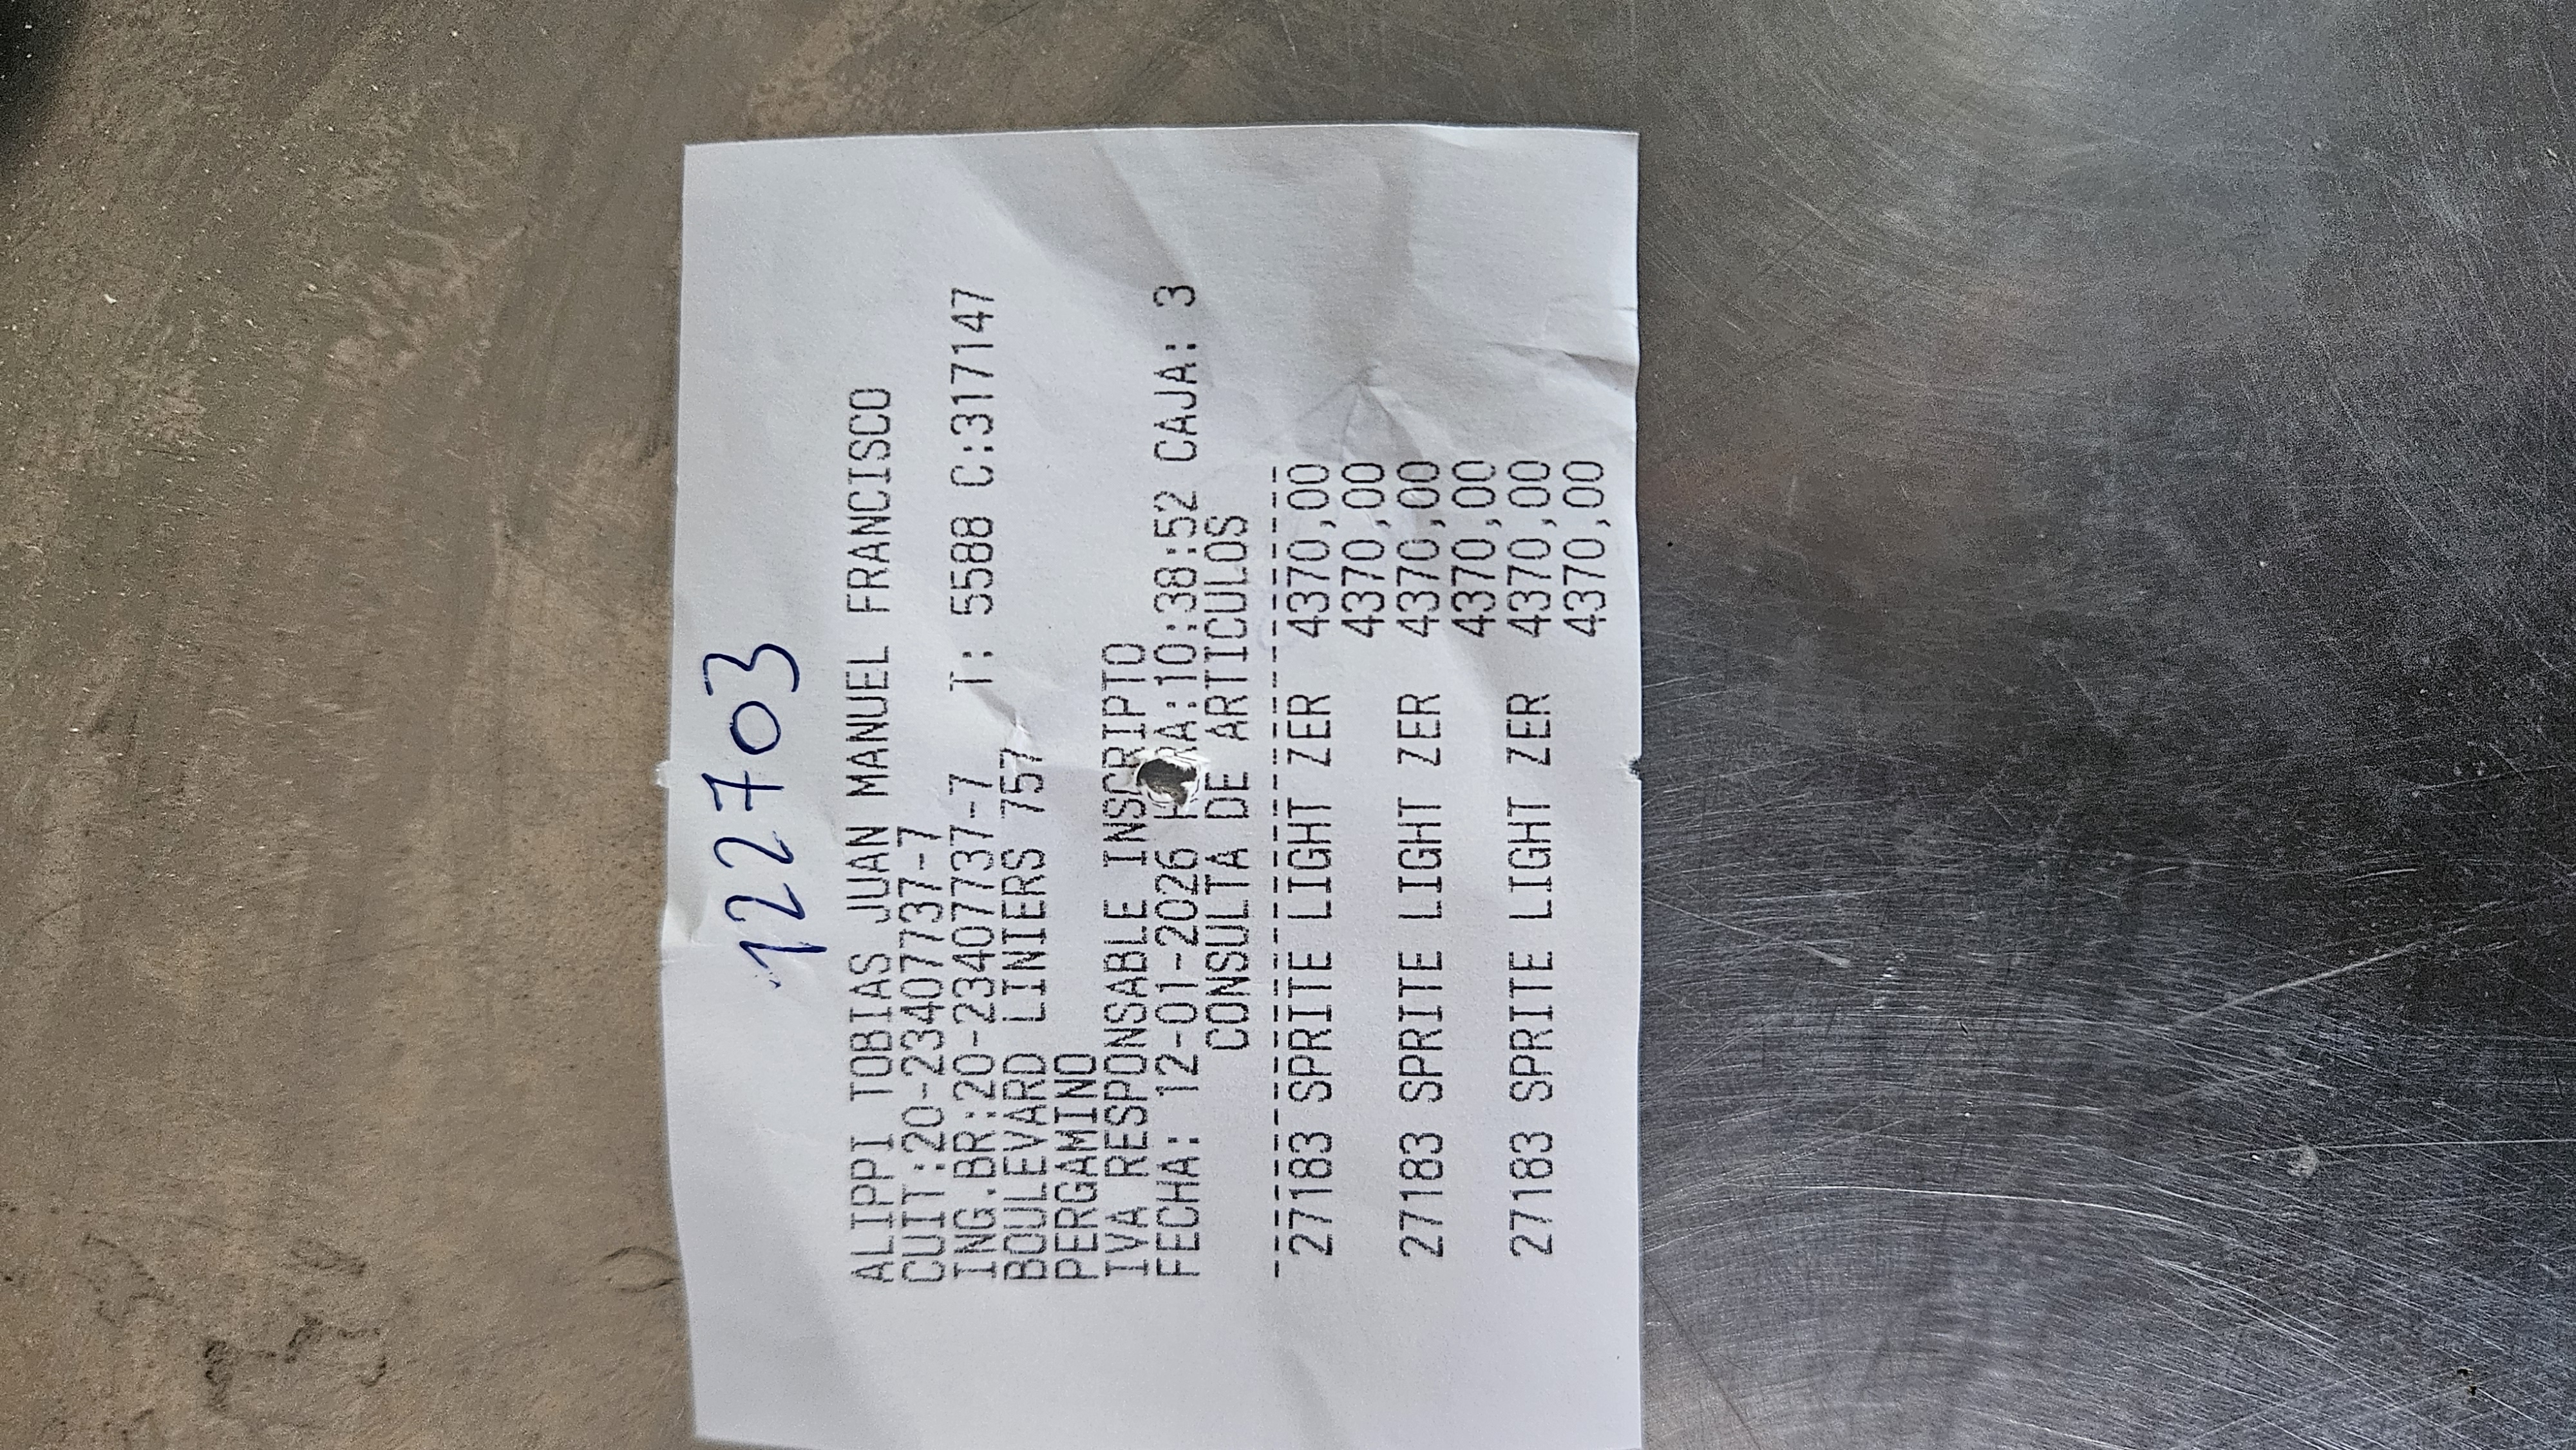 122703
ALIPPI TOBIAS JUAN MANUEL FRANCISCO
CUIT:20-23407737-7
ING.BR:20-23407737-7 T: 5588 C:317147
BOULEVARD LINIERS 757
PERGAMINO
IVA RESPONSABLE INSCRIPTO
FECHA: 12-01-2026 HORA:10:38:52 CAJA: 3
CONSULTA DE ARTICULOS
27183 SPRITE LIGHT ZER 4370,00
4370,00
27183 SPRITE LIGHT ZER 4370,00
4370,00
27183 SPRITE LIGHT ZER 4370,00
4370,00